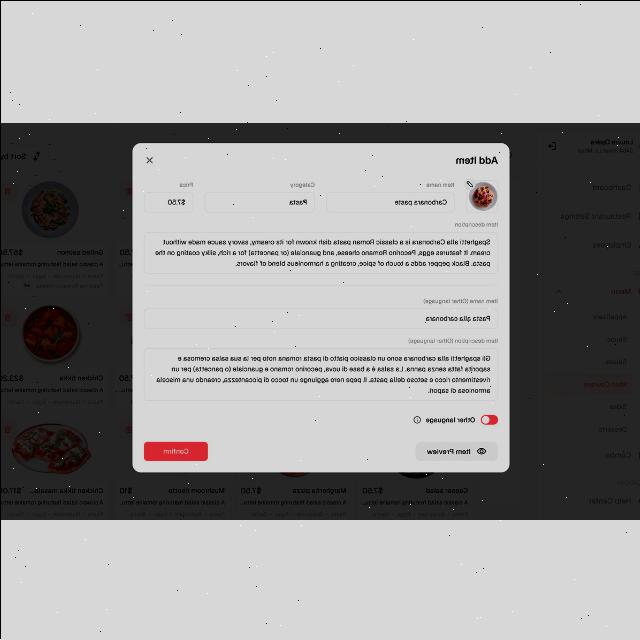 Add Item
Item name
Category
Price
Carbonara paste
Pasta
$7.50
Item description
Spaghetti alla Carbonara is a classic Roman pasta dish known for its creamy, savory sauce made without
cream. It features eggs, Pecorino Romano cheese, and guanciale (or pancetta) for a rich, silky coating on the
pasta. Black pepper adds a touch of spice, creating a harmonious blend of flavors.
Item name (Other language)
Pasta alla carbonara
Item description (Other language)
Gli spaghetti alla carbonara sono un classico piatto di pasta romana noto per la sua salsa cremosa e
saporita fatta senza panna. La salsa è a base di uova, pecorino romano e guanciale (o pancetta) per un
rivestimento ricco e setoso della pasta. Il pepe nero aggiunge un tocco di piccantezza, creando una miscela
armoniosa di sapori.
Other language
Item Preview
Confirm
Sort by
Dashboard
Restaurant Settings
Employees
Menu
Appetizers
Soups
Salads
Main Courses
Sides
Desserts
Help Center
Grilled salmon
Chicken tikka
$23.20
Chicken tikka masala...
$17.00
Mushroom risotto
$10
Margherita pizza
$7.50
Caesar salad
$7.50